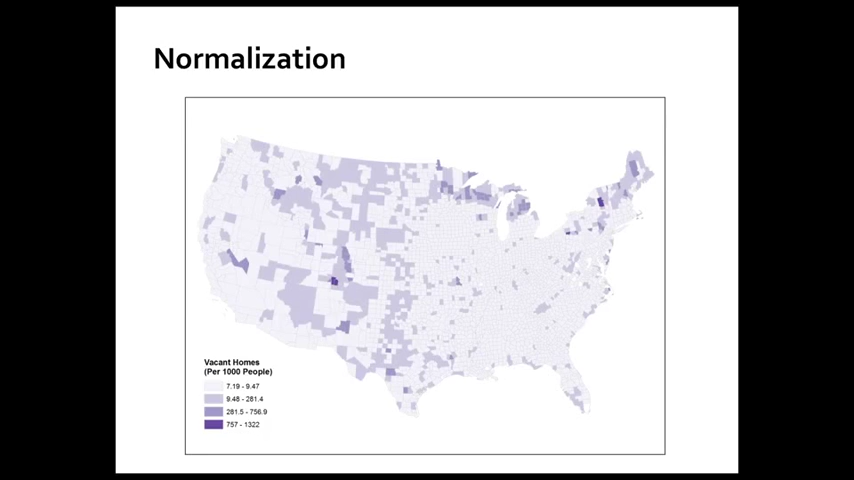 Normalization
Vacant Homes
(Per 1000 People)
7.19 - 9.47
9.48 - 281.4
281.5 - 756.9
757 - 1322